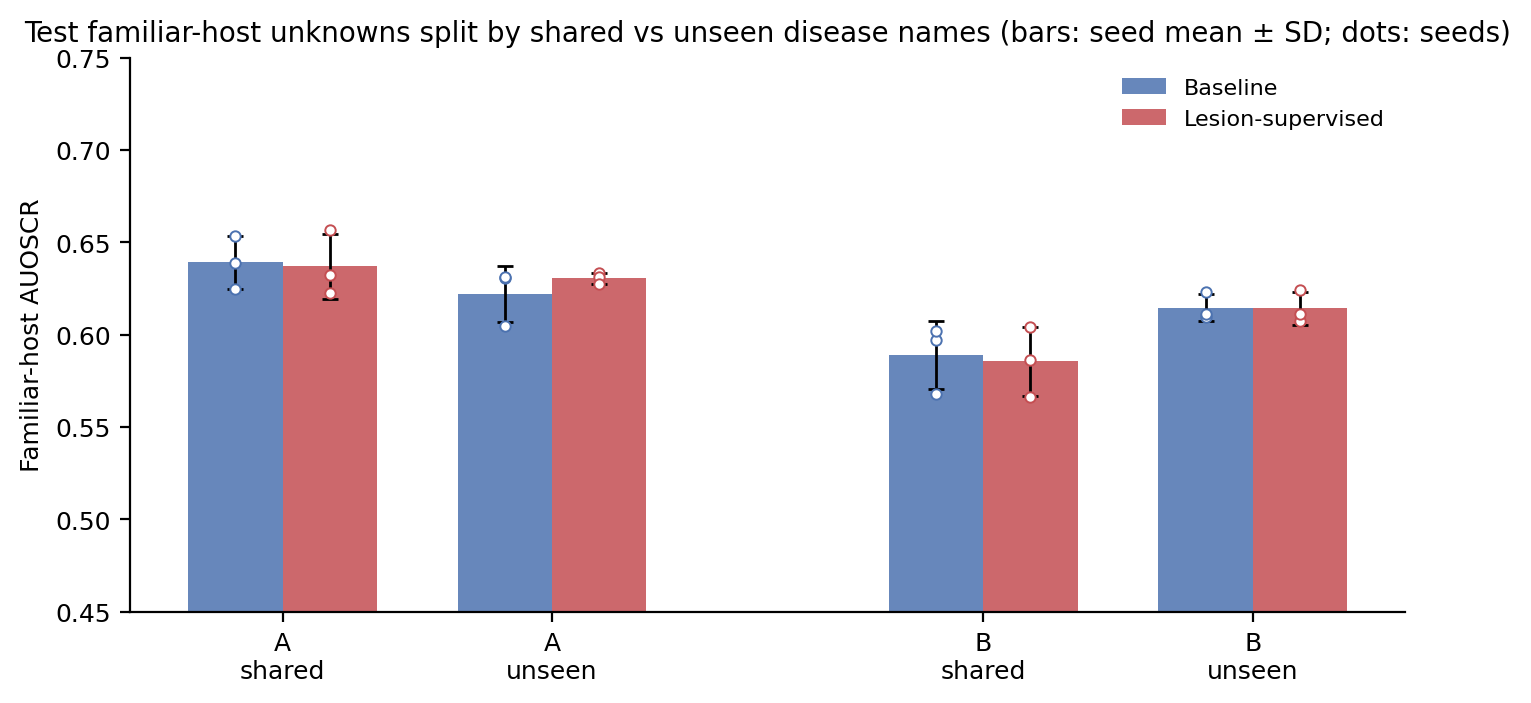 Test familiar-host unknowns split by shared vs unseen disease names (bars: seed mean ± SD; dots: seeds)
Baseline
Lesion-supervised
Familiar-host AUOSCR
0.75
0.70
0.65
0.60
0.55
0.50
0.45
A
shared
A
unseen
B
shared
B
unseen